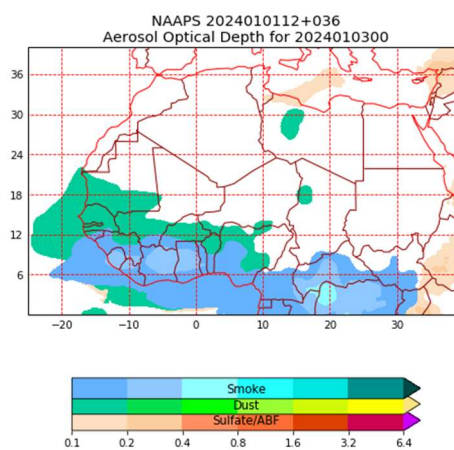 NAAPS 2024010112+036
Aerosol Optical Depth for 2024010300
36
30
24
18
12
6
−20 −10 0 10 20 30
Smoke
Dust
Sulfate/ABF
0.1 0.2 0.4 0.8 1.6 3.2 6.4